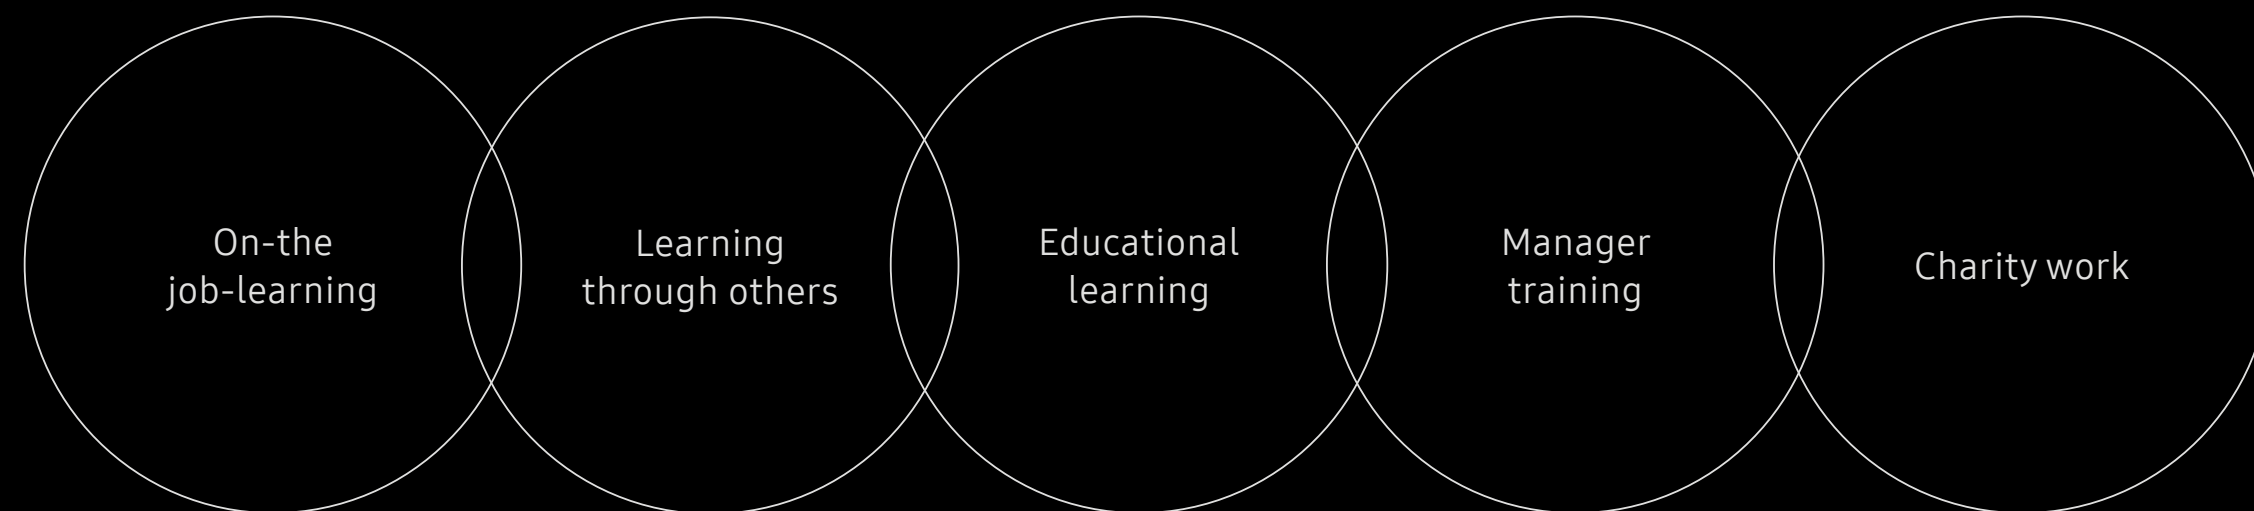 On-the
job-learning
Learning
through others
Educational
learning
Manager
training
Charity work